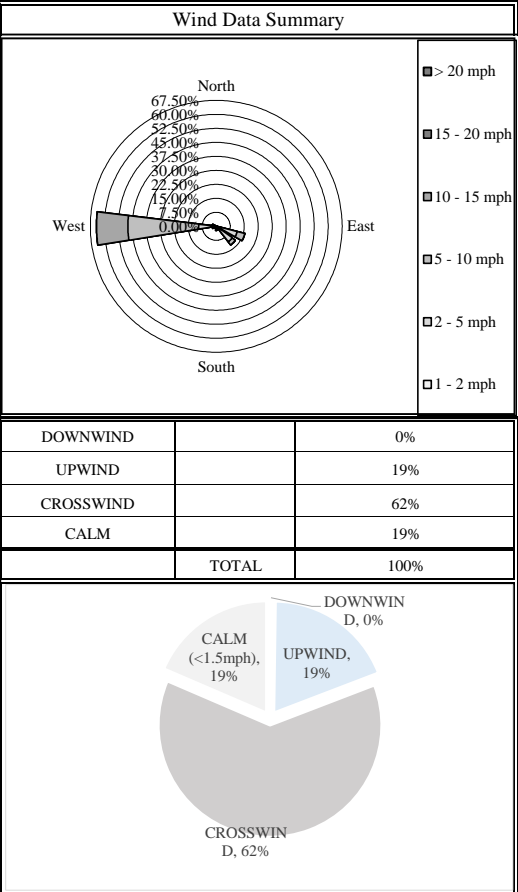 Wind Data Summary
North
67.50%
60.00%
52.50%
45.00%
37.50%
30.00%
22.50%
15.00%
7.50%
0.00%
West
East
South
> 20 mph
15 - 20 mph
10 - 15 mph
5 - 10 mph
2 - 5 mph
1 - 2 mph
DOWNWIND 0%
UPWIND 19%
CROSSWIND 62%
CALM 19%
TOTAL 100%
DOWNWIN
D, 0%
UPWIND,
19%
CALM
(<1.5mph),
19%
CROSSWIN
D, 62%